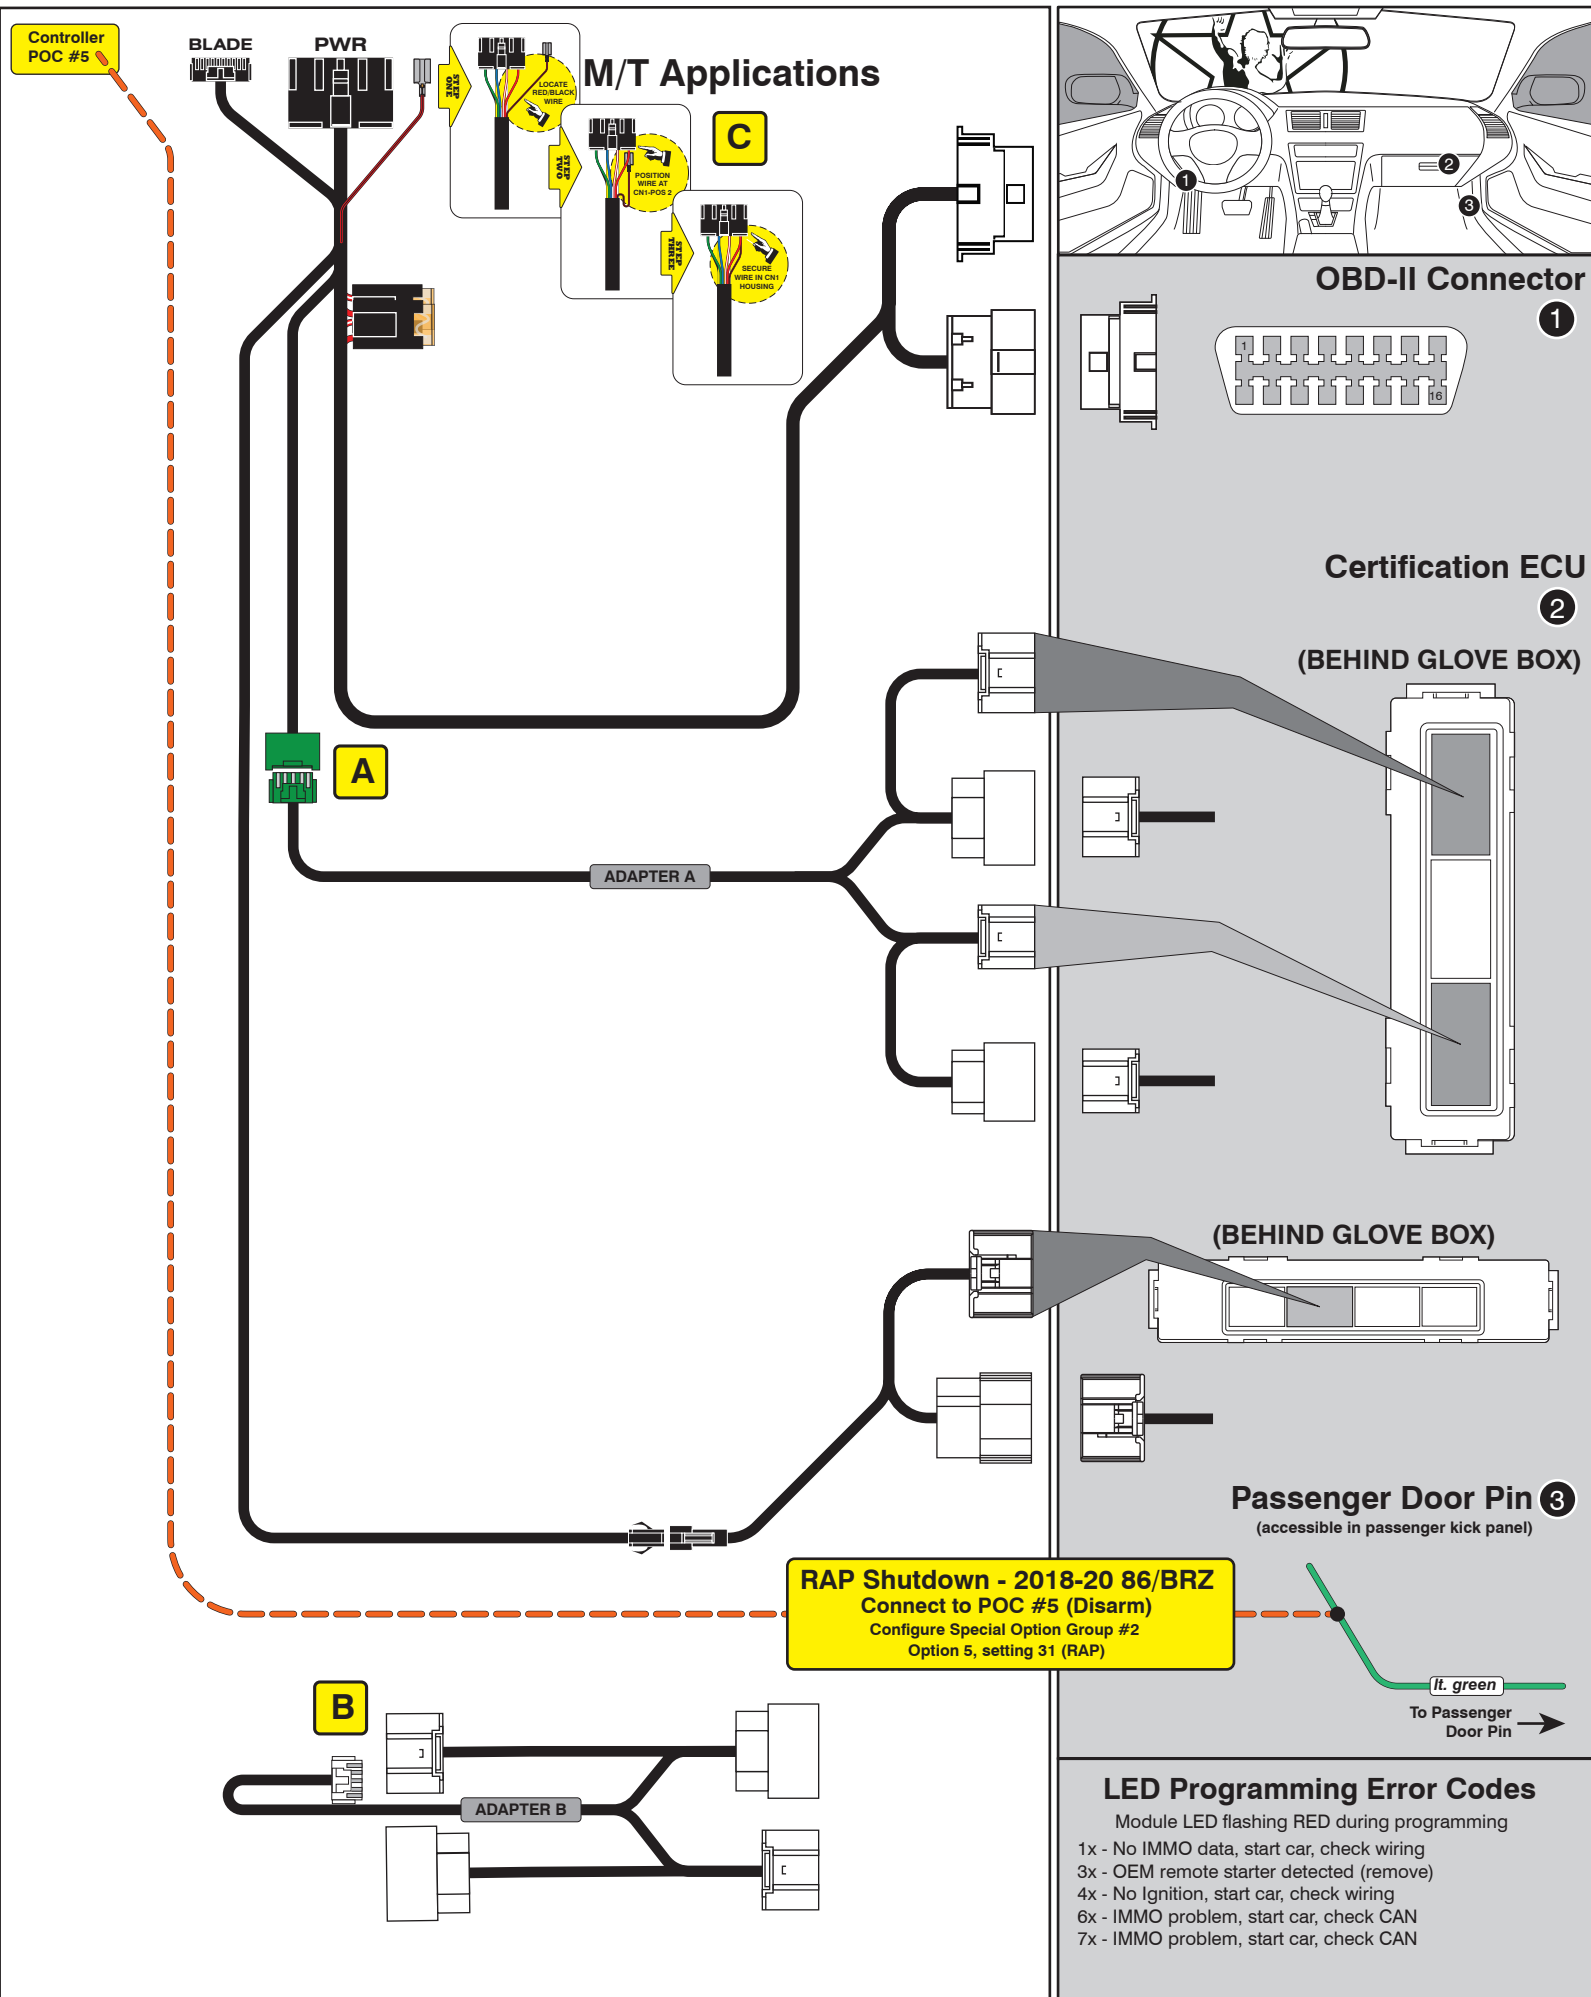 Controller
POC #5
BLADE
PWR
STEP
ONE
LOCATE
RED/BLACK
WIRE
M/T Applications
C
STEP
TWO
POSITION
WIRE AT
CN1-POS 2
STEP
THREE
SECURE
WIRE IN CN1
HOUSING
1
2
3
OBD-II Connector
1
1
16
Certification ECU
2
(BEHIND GLOVE BOX)
A
ADAPTER A
(BEHIND GLOVE BOX)
Passenger Door Pin 3
(accessible in passenger kick panel)
RAP Shutdown - 2018-20 86/BRZ
Connect to POC #5 (Disarm)
Configure Special Option Group #2
Option 5, setting 31 (RAP)
lt. green
To Passenger
Door Pin
B
ADAPTER B
LED Programming Error Codes
Module LED flashing RED during programming
1x - No IMMO data, start car, check wiring
3x - OEM remote starter detected (remove)
4x - No Ignition, start car, check wiring
6x - IMMO problem, start car, check CAN
7x - IMMO problem, start car, check CAN